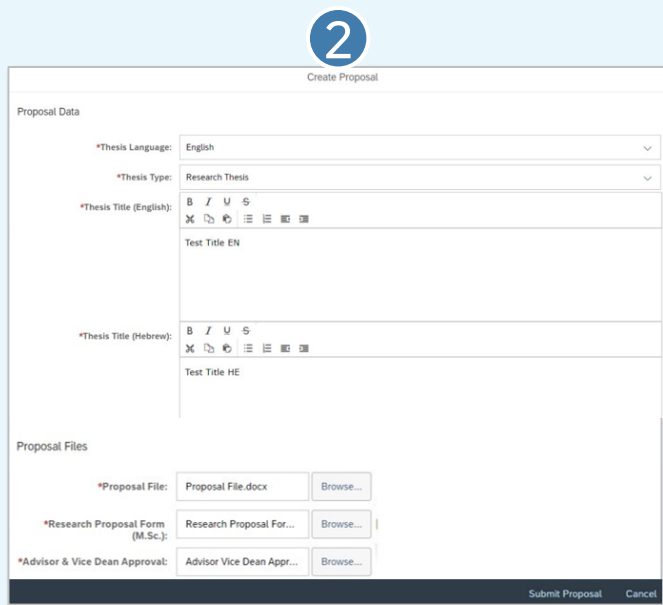 2
Create Proposal
Proposal Data
*Thesis Language: English
*Thesis Type: Research Thesis
*Thesis Title (English): B I U S
Test Title EN
*Thesis Title (Hebrew): B I U S
Test Title HE
Proposal Files
*Proposal File: Proposal File.docx Browse...
*Research Proposal Form Research Proposal For... Browse...
(M.Sc.):
*Advisor & Vice Dean Approval: Advisor Vice Dean Appr... Browse...
Submit Proposal Cancel